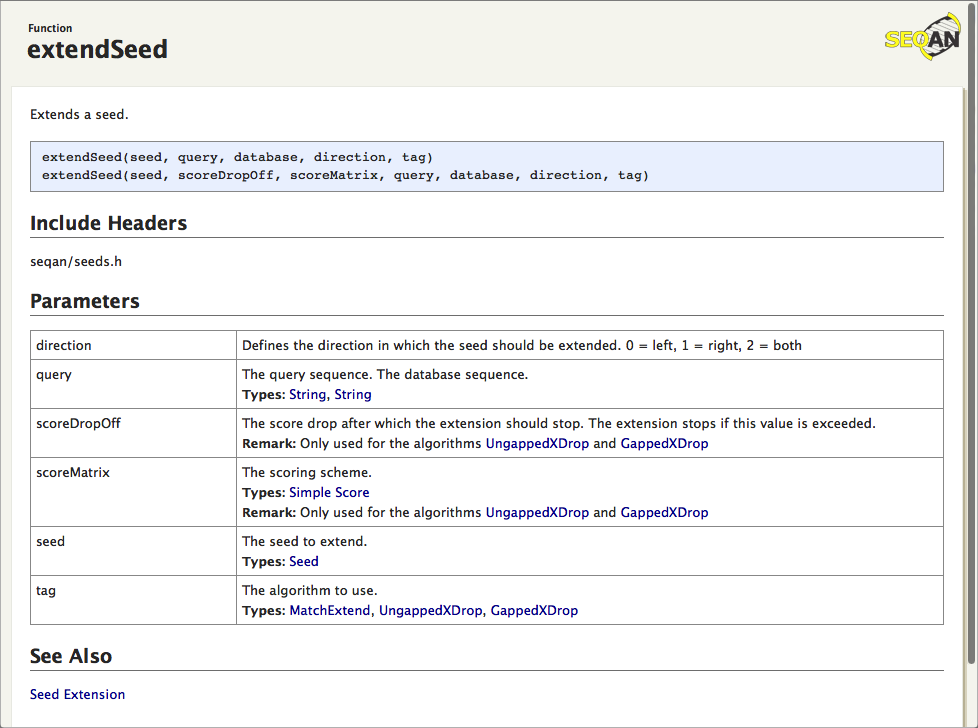 Function
extendSeed
SEQAN
Extends a seed.
extendSeed(seed, query, database, direction, tag)
extendSeed(seed, scoreDropOff, scoreMatrix, query, database, direction, tag)
Include Headers
seqan/seeds.h
Parameters
direction Defines the direction in which the seed should be extended. 0 = left, 1 = right, 2 = both
query The query sequence. The database sequence.
Types: String, String
scoreDropOff The score drop after which the extension should stop. The extension stops if this value is exceeded.
Remark: Only used for the algorithms UngappedXDrop and GappedXDrop
scoreMatrix The scoring scheme.
Types: Simple Score
Remark: Only used for the algorithms UngappedXDrop and GappedXDrop
seed The seed to extend.
Types: Seed
tag The algorithm to use.
Types: MatchExtend, UngappedXDrop, GappedXDrop
See Also
Seed Extension